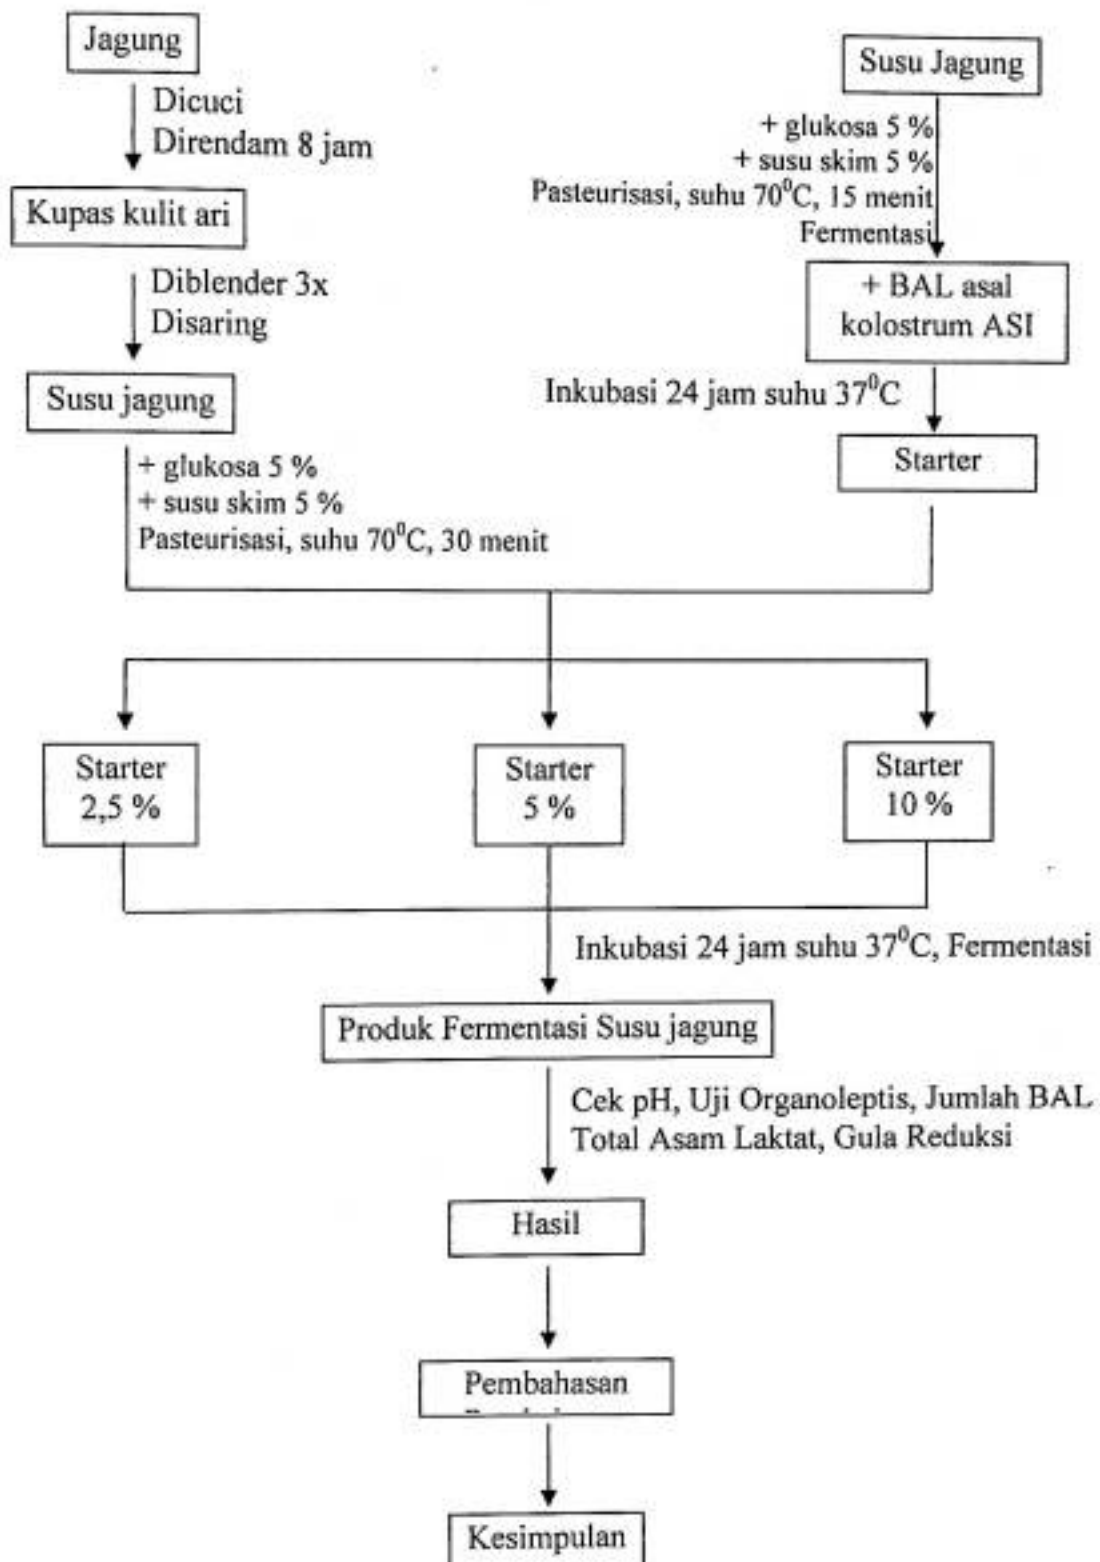 Jagung
Dicuci
Direndam 8 jam
Kupas kulit ari
Diblender 3x
Disaring
Susu jagung
+ glukosa 5 %
+ susu skim 5 %
Pasteurisasi, suhu 70⁰C, 30 menit
Susu Jagung
+ glukosa 5 %
+ susu skim 5 %
Pasteurisasi, suhu 70⁰C, 15 menit
Fermentasi
+ BAL asal
kolostrum ASI
Inkubasi 24 jam suhu 37⁰C
Starter
Starter
2,5 %
Starter
5 %
Starter
10 %
Inkubasi 24 jam suhu 37⁰C, Fermentasi
Produk Fermentasi Susu jagung
Cek pH, Uji Organoleptis, Jumlah BAL
Total Asam Laktat, Gula Reduksi
Hasil
Pembahasan
Kesimpulan